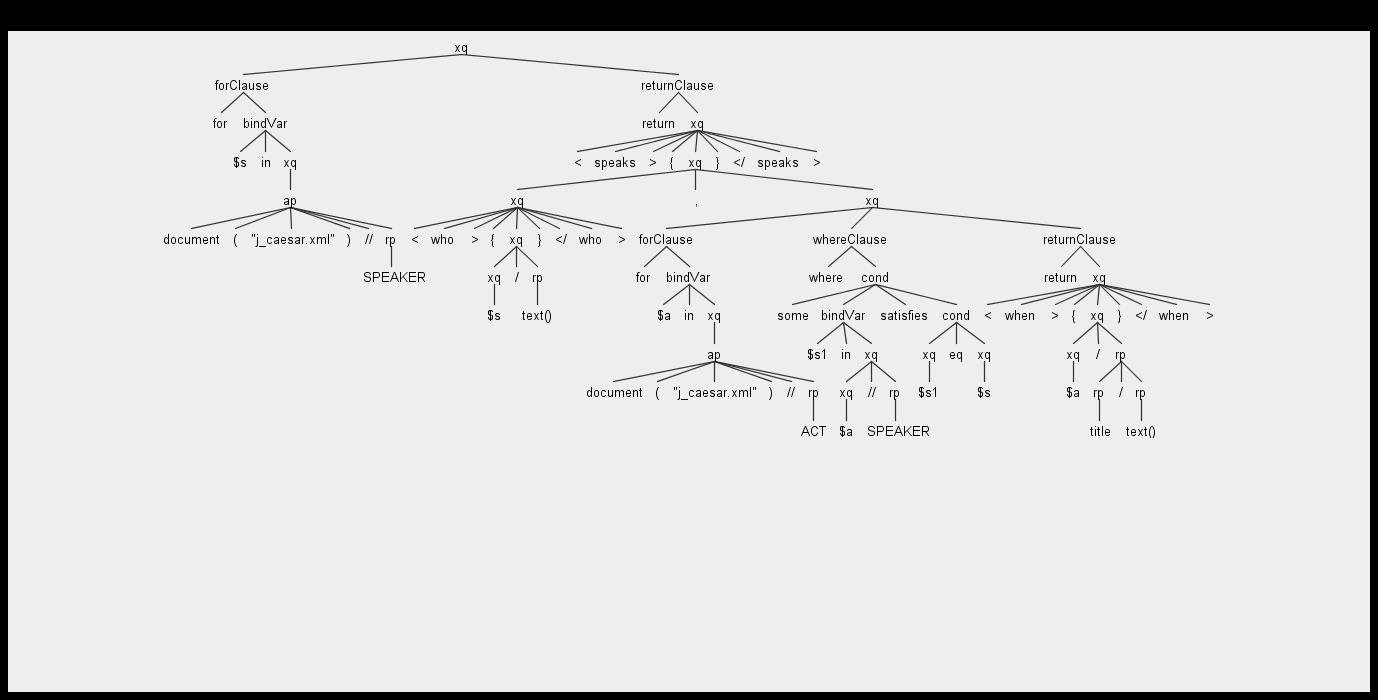 xq
forClause returnClause
for bindVar return xq
$s in xq < speaks > { xq } </ speaks >
ap xq , xq
document ( "j_caesar.xml" ) // rp < who > { xq } </ who > forClause whereClause returnClause
SPEAKER xq / rp for bindVar where cond return xq
$s text() $a in xq some bindVar satisfies cond < when > { xq } </ when >
ap $s1 in xq xq eq xq xq / rp
document ( "j_caesar.xml" ) // rp xq // rp $s1 $s $a rp / rp
ACT $a SPEAKER title text()